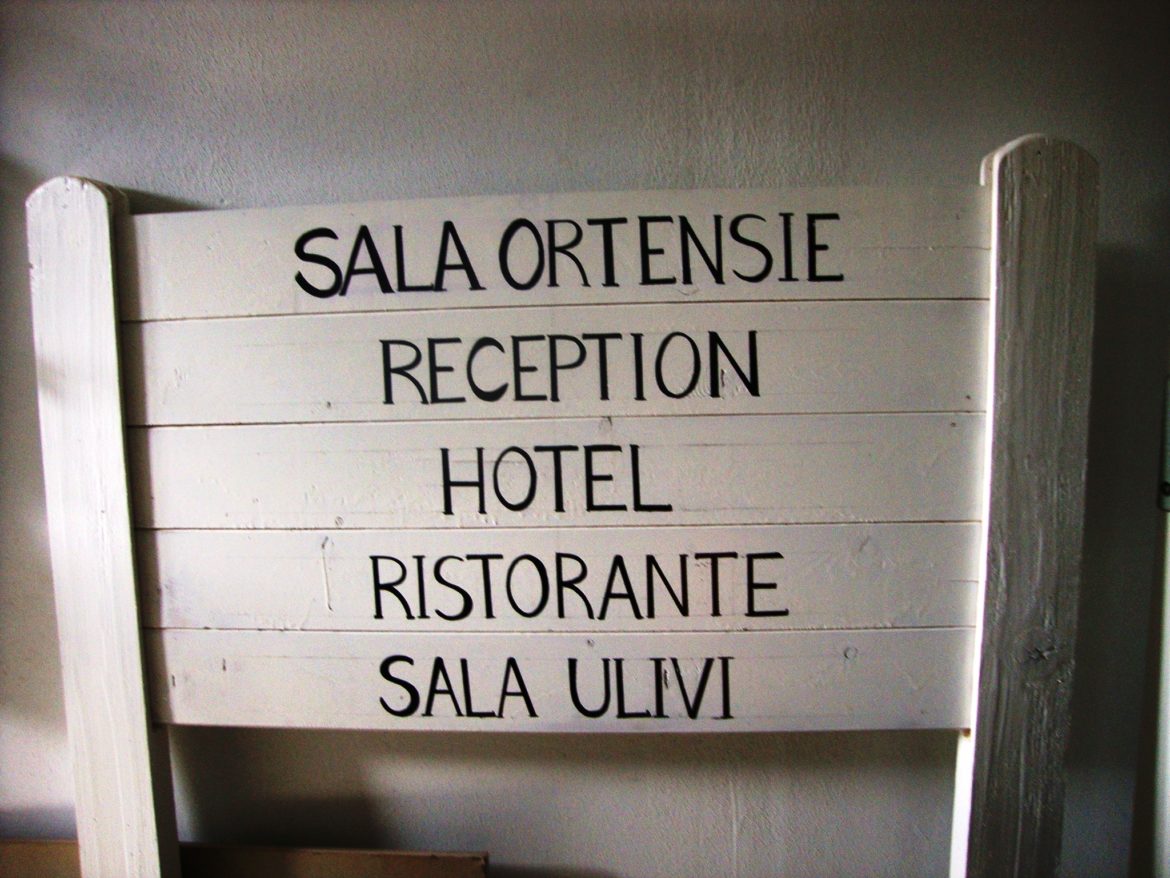 SALA ORTENSIE
RECEPTION
HOTEL
RISTORANTE
SALA ULIVI